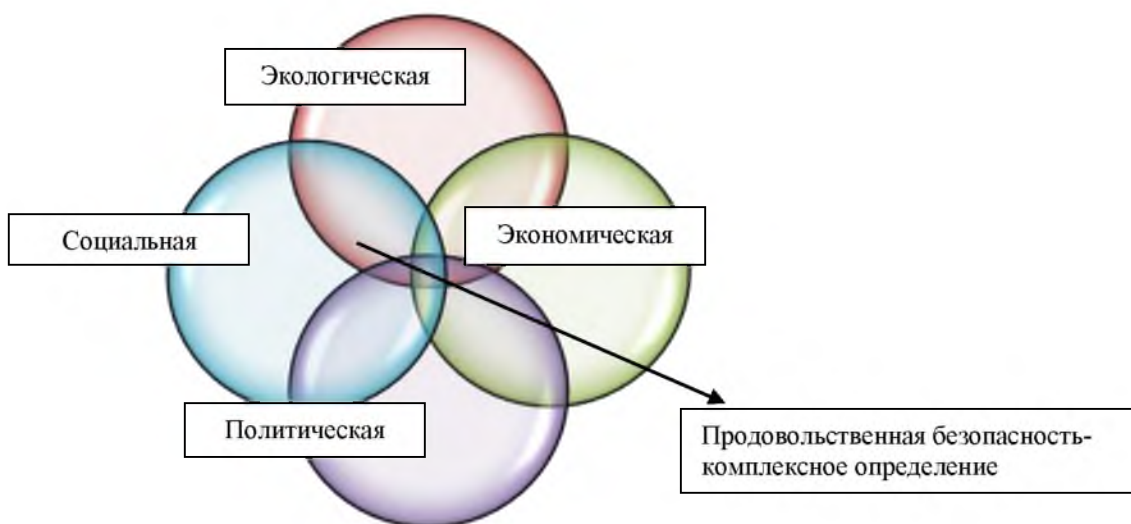 Экологическая
Социальная
Экономическая
Политическая
Продовольственная безопасность-
комплексное определение